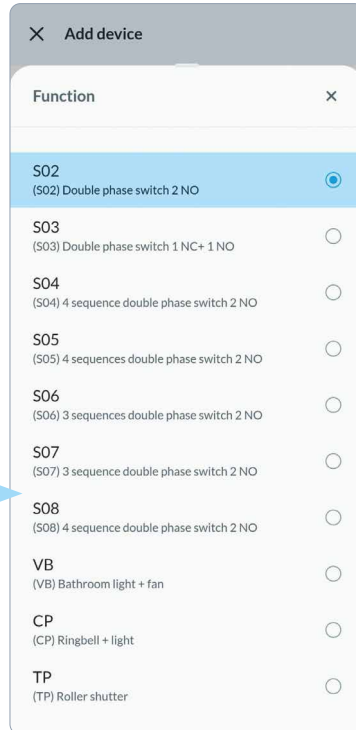 Add device
Function
S02
(S02) Double phase switch 2 NO
S03
(S03) Double phase switch 1 NC+ 1 NO
S04
(S04) 4 sequence double phase switch 2 NO
S05
(S05) 4 sequences double phase switch 2 NO
S06
(S06) 3 sequences double phase switch 2 NO
S07
(S07) 3 sequence double phase switch 2 NO
S08
(S08) 4 sequence double phase switch 2 NO
VB
(VB) Bathroom light + fan
CP
(CP) Ringbell + light
TP
(TP) Roller shutter